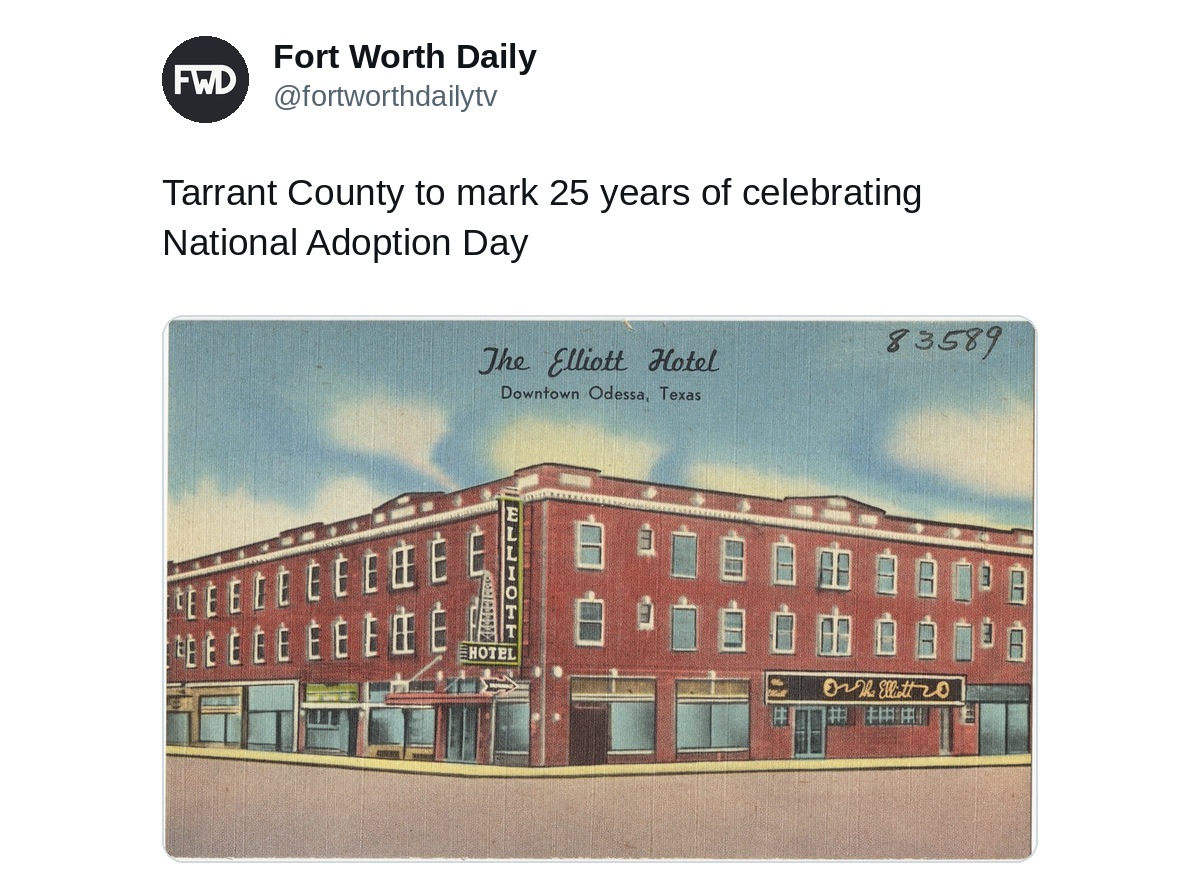 FWD
Fort Worth Daily
@fortworthdailytv
Tarrant County to mark 25 years of celebrating
National Adoption Day
83589
The Elliott Hotel
Downtown Odessa, Texas
ELLIOTT
HOTEL
The Elliott